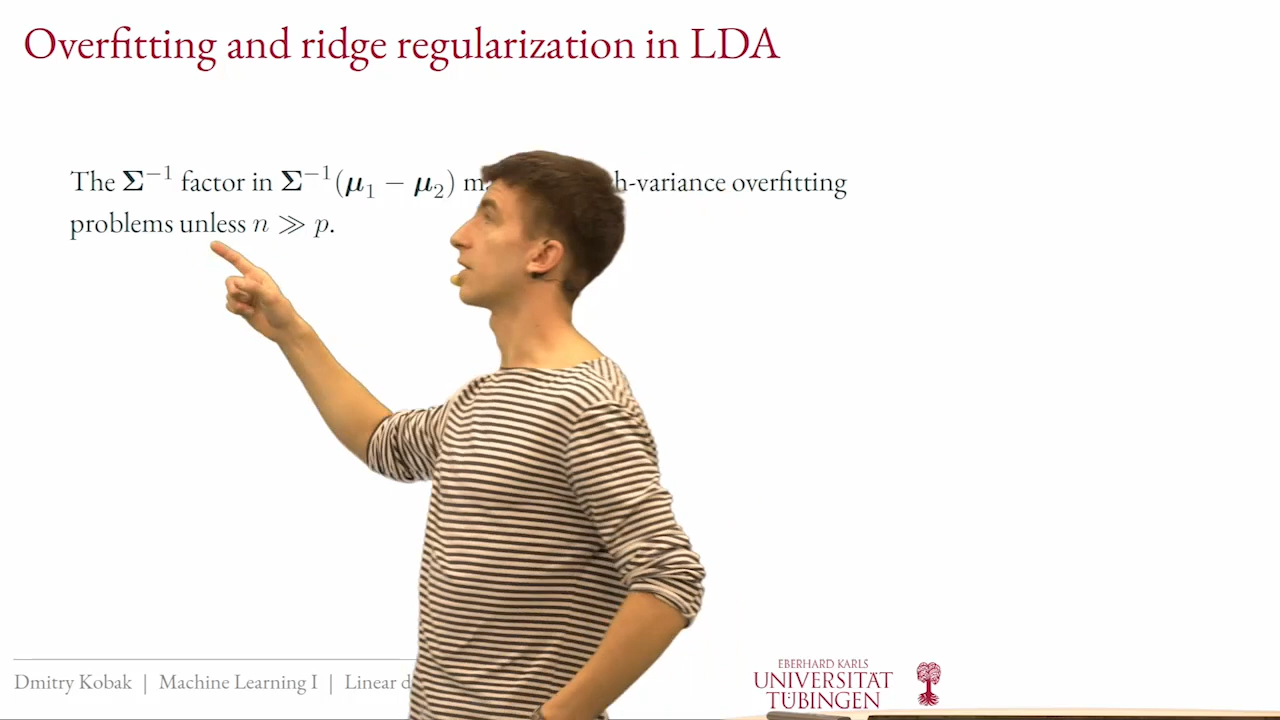 Overfitting and ridge regularization in LDA
The Σ⁻¹ factor in Σ⁻¹(μ₁ − μ₂) h-variance overfitting
problems unless n ≫ p.
Dmitry Kobak | Machine Learning I | Linear
EBERHARD KARLS
UNIVERSITÄT
TÜBINGEN